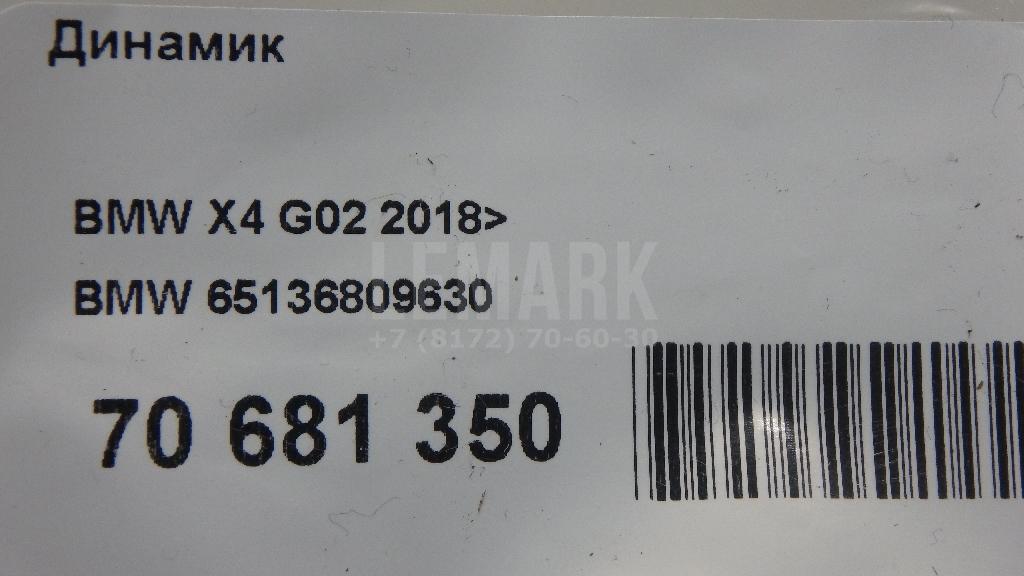 Динамик
BMW X4 G02 2018>
BMW 65136809630
LEMARK
+7 (8172) 70-60-30
70 681 350